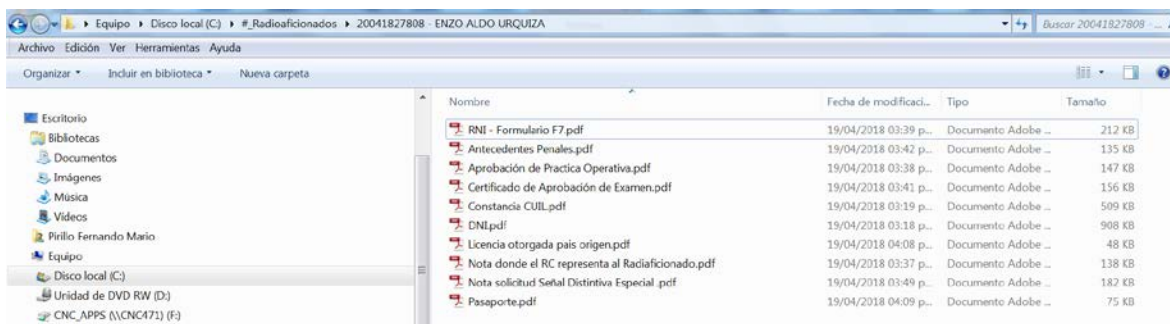 Equipo ▸ Disco local (C:) ▸ #_Radioaficionados ▸ 20041827808 - ENZO ALDO URQUIZA
Buscar 20041827808 - ...
Archivo Edición Ver Herramientas Ayuda
Organizar Incluir en biblioteca Nueva carpeta
Escritorio
Bibliotecas
Documentos
Imágenes
Música
Vídeos
Pirillo Fernando Mario
Equipo
Disco local (C:)
Unidad de DVD RW (D:)
CNC_APPS (\\CNC471) (F:)
Nombre Fecha de modificaci... Tipo Tamaño
RNI - Formulario F7.pdf 19/04/2018 03:39 p... Documento Adobe ... 212 KB
Antecedentes Penales.pdf 19/04/2018 03:42 p... Documento Adobe ... 135 KB
Aprobación de Practica Operativa.pdf 19/04/2018 03:38 p... Documento Adobe ... 147 KB
Certificado de Aprobación de Examen.pdf 19/04/2018 03:41 p... Documento Adobe ... 156 KB
Constancia CUIL.pdf 19/04/2018 03:19 p... Documento Adobe ... 509 KB
DNI.pdf 19/04/2018 03:18 p... Documento Adobe ... 908 KB
Licencia otorgada pais origen.pdf 19/04/2018 04:08 p... Documento Adobe ... 48 KB
Nota donde el RC representa al Radiaficionado.pdf 19/04/2018 03:37 p... Documento Adobe ... 138 KB
Nota solicitud Señal Distintiva Especial .pdf 19/04/2018 03:49 p... Documento Adobe ... 182 KB
Pasaporte.pdf 19/04/2018 04:09 p... Documento Adobe ... 75 KB